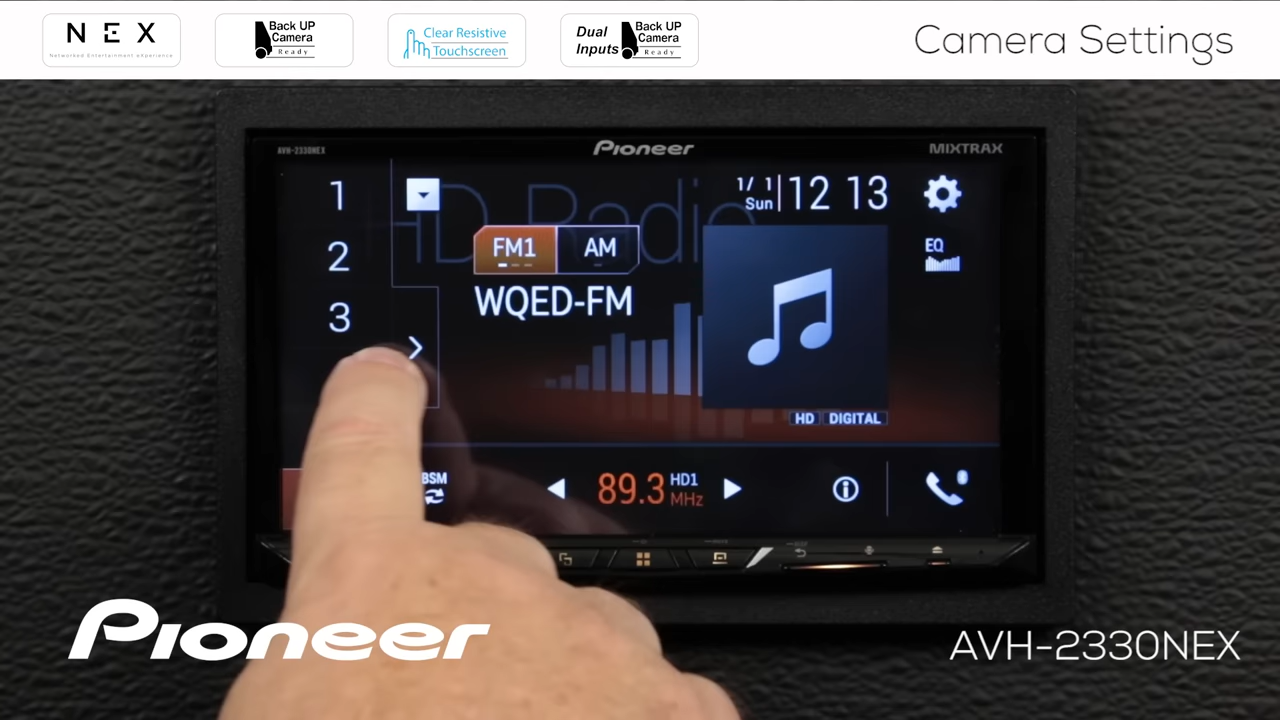 NEX
Networked Entertainment eXperience
Back UP
Camera
Ready
Clear Resistive
Touchscreen
Dual
Inputs
Back UP
Camera
Ready
Camera Settings
AVH-2330NEX
Pioneer
MIXTRAX
1
2
3
HD Radio
1/ 1
Sun
12 13
EQ
FM1
AM
WQED-FM
HD
DIGITAL
BSM
89.3
HD1
MHz
Pioneer
AVH-2330NEX